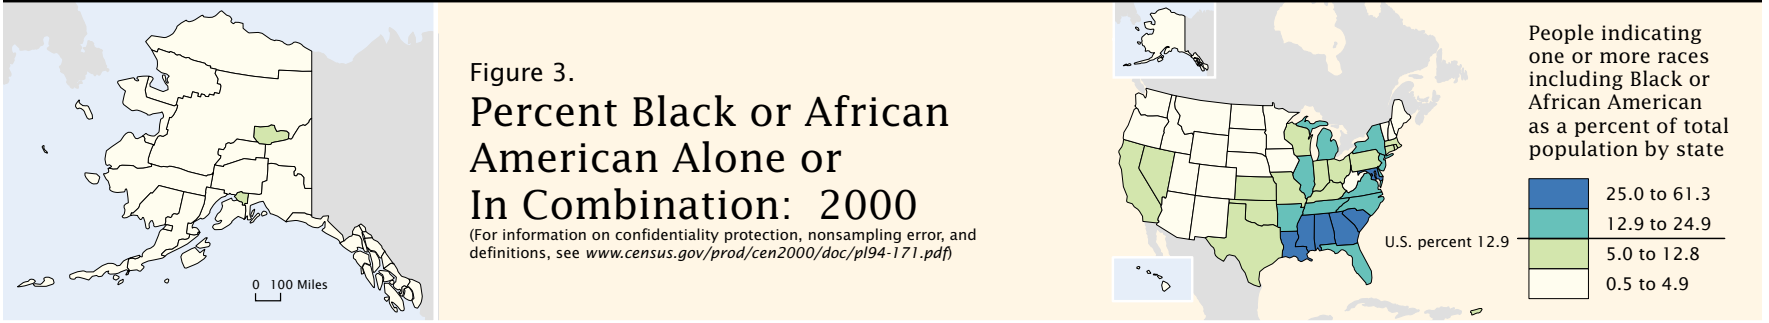 Figure 3.
Percent Black or African
American Alone or
In Combination:  2000
(For information on confidentiality protection, nonsampling error, and
definitions, see www.census.gov/prod/cen2000/doc/pl94-171.pdf)
0 100 Miles
People indicating
one or more races
including Black or
African American
as a percent of total
population by state
25.0 to 61.3
12.9 to 24.9
U.S. percent 12.9
5.0 to 12.8
0.5 to 4.9